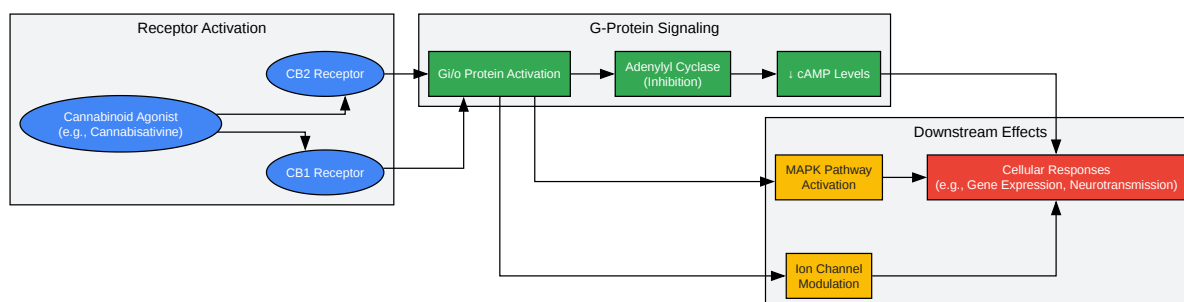 Receptor Activation
CB2 Receptor
Cannabinoid Agonist
(e.g., Cannabisativine)
CB1 Receptor
G-Protein Signaling
Gi/o Protein Activation
Adenylyl Cyclase
(Inhibition)
↓ cAMP Levels
Downstream Effects
MAPK Pathway
Activation
Cellular Responses
(e.g., Gene Expression, Neurotransmission)
Ion Channel
Modulation